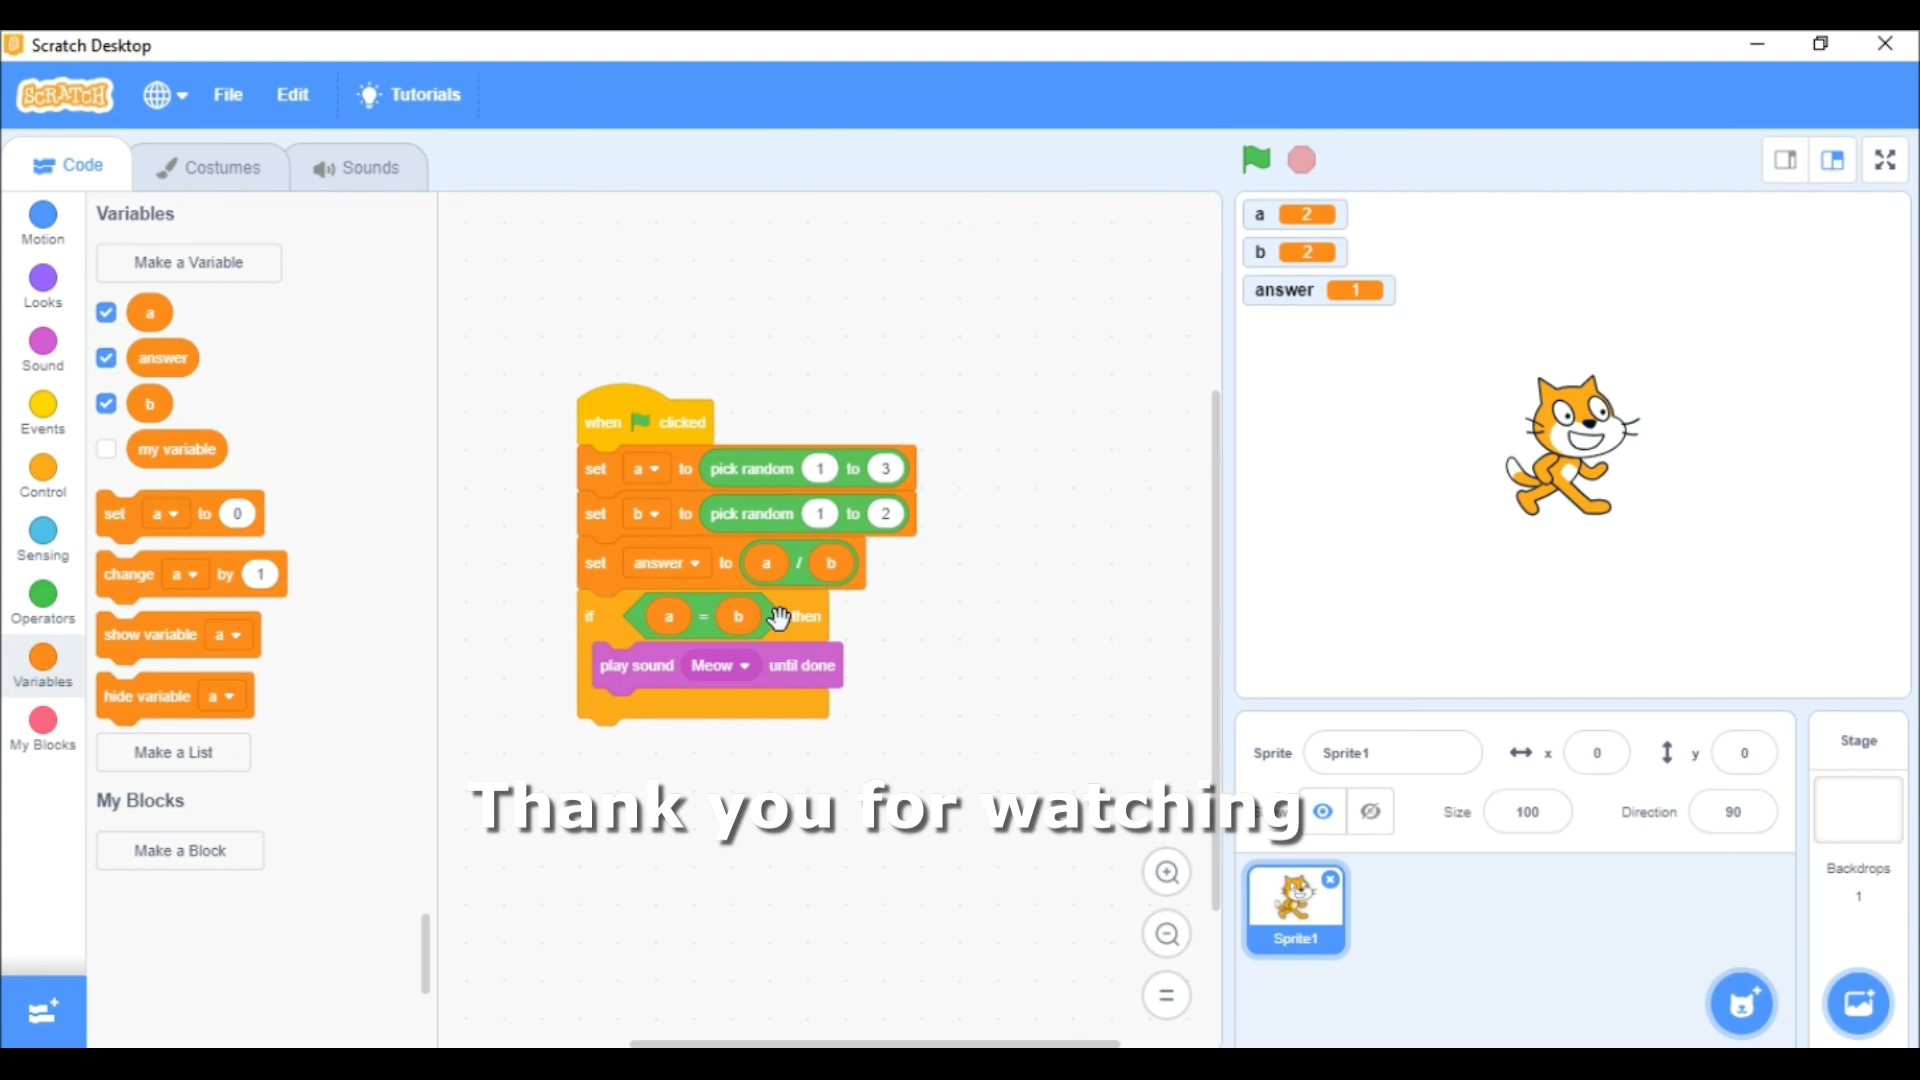 Scratch Desktop
SCRATCH
File
Edit
Tutorials
Code
Costumes
Sounds
Motion
Looks
Sound
Events
Control
Sensing
Operators
Variables
My Blocks
Variables
Make a Variable
a
answer
b
my variable
set a to 0
change a by 1
show variable a
hide variable a
Make a List
My Blocks
Make a Block
when clicked
set a to pick random 1 to 3
set b to pick random 1 to 2
set answer to a / b
if a = b then
play sound Meow until done
Thank you for watching
a 2
b 2
answer 1
Sprite Sprite1 x 0 y 0
Size 100 Direction 90
Sprite1
Stage
Backdrops
1